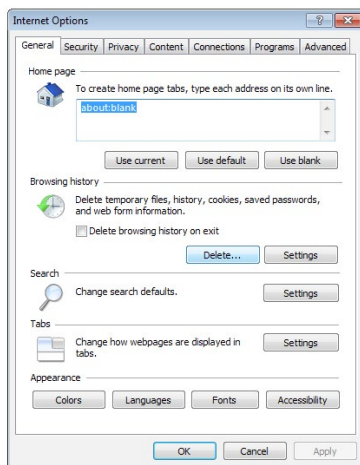 Internet Options
General Security Privacy Content Connections Programs Advanced
Home page
To create home page tabs, type each address on its own line.
about:blank
Use current Use default Use blank
Browsing history
Delete temporary files, history, cookies, saved passwords,
and web form information.
Delete browsing history on exit
Delete... Settings
Search
Change search defaults. Settings
Tabs
Change how webpages are displayed in
tabs.
Settings
Appearance
Colors Languages Fonts Accessibility
OK Cancel Apply